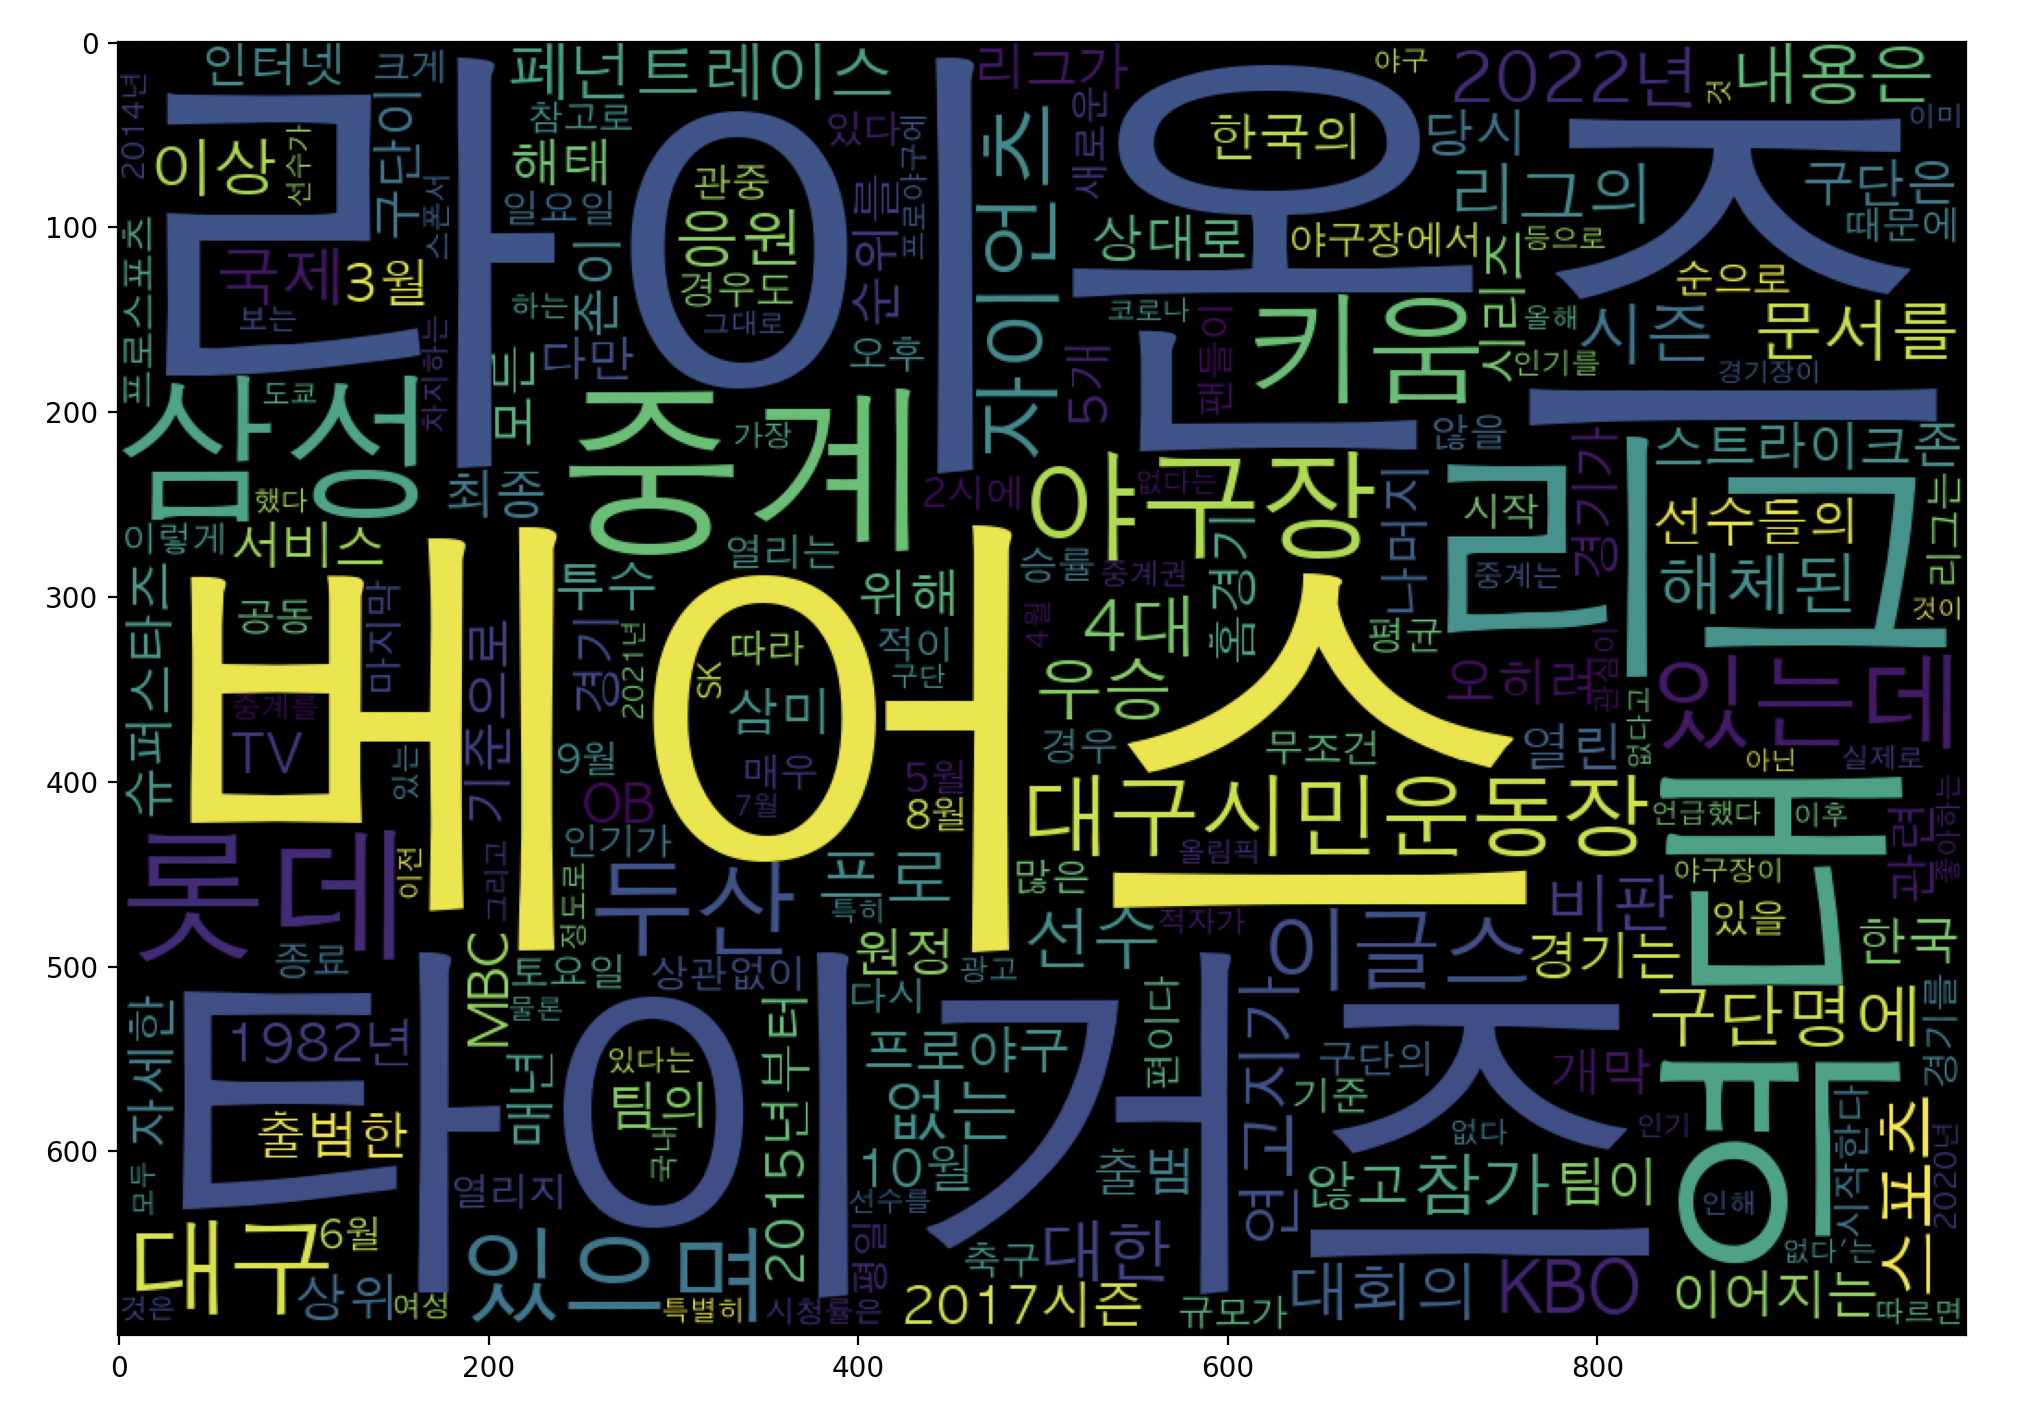 0
100
200
300
400
500
600
0
200
400
600
800
인터넷
크게
페넌트레이스
리그가
야구
2022년
것
내용은
2014년
이상
선수가
구단이
참고로
해태
있다
프로야구에
자이언츠
새로운
한국의
당시
이미
라이온즈
관중
응원
경우도
그대로
스폰서
일요일
순위를
리그의
구단은
때문에
상대로
야구장에서
등으로
시리즈
순으로
프로스포츠
국제
3월
보는
차지하는
하는
존이
다만
오후
코로나
키움
올해
인기를
시즌
문서를
경기장이
5개
팬들이
모든
삼성
도쿄
중계
가장
않을
스트라이크존
했다
최종
2시에
야구장
없다는
리그
시작
경기가
선수들의
리그는
이렇게
서비스
열리는
승률
중계권
홈경기
나머지
중계는
해체된
투수
위해
4대
평균
것이
슈퍼스타즈
공동
마지막
기준으로
경기
2021년
SK
따라
적이
구단
4월
우승
오히려
관심이
있는데
베어스
중계를
TV
있는
삼미
경우
무조건
열린
없다고
아닌
실제로
9월
매우
7월
5월
8월
OB
대구시민운동장
언급했다
이후
관련
좋아하는
녹색
롯데
이전
그리고
인기가
정도로
두산
프로
특히
많은
올림픽
적자가
선수
비판
야구장이
있을
한국
종료
MBC
토요일
물론
상관없이
원정
광고
이글스
경기는
타이거즈
자세한
1982년
매년
있다는
팀의
국내
2015년부터
다시
프로야구
편이다
연고지가
구단의
개막
구단명에
경기를
기준
없는
출범한
모두
열리지
10월
선수를
출범
없다
인기
않고
참가
팀이
인해
시작한다
스포츠
2020년
대구
6월
상위
여성
것은
있으며
특별히
시청률은
평일
축구
대한
2017시즌
규모가
대회의
KBO
없다'는
이어지는
따르면